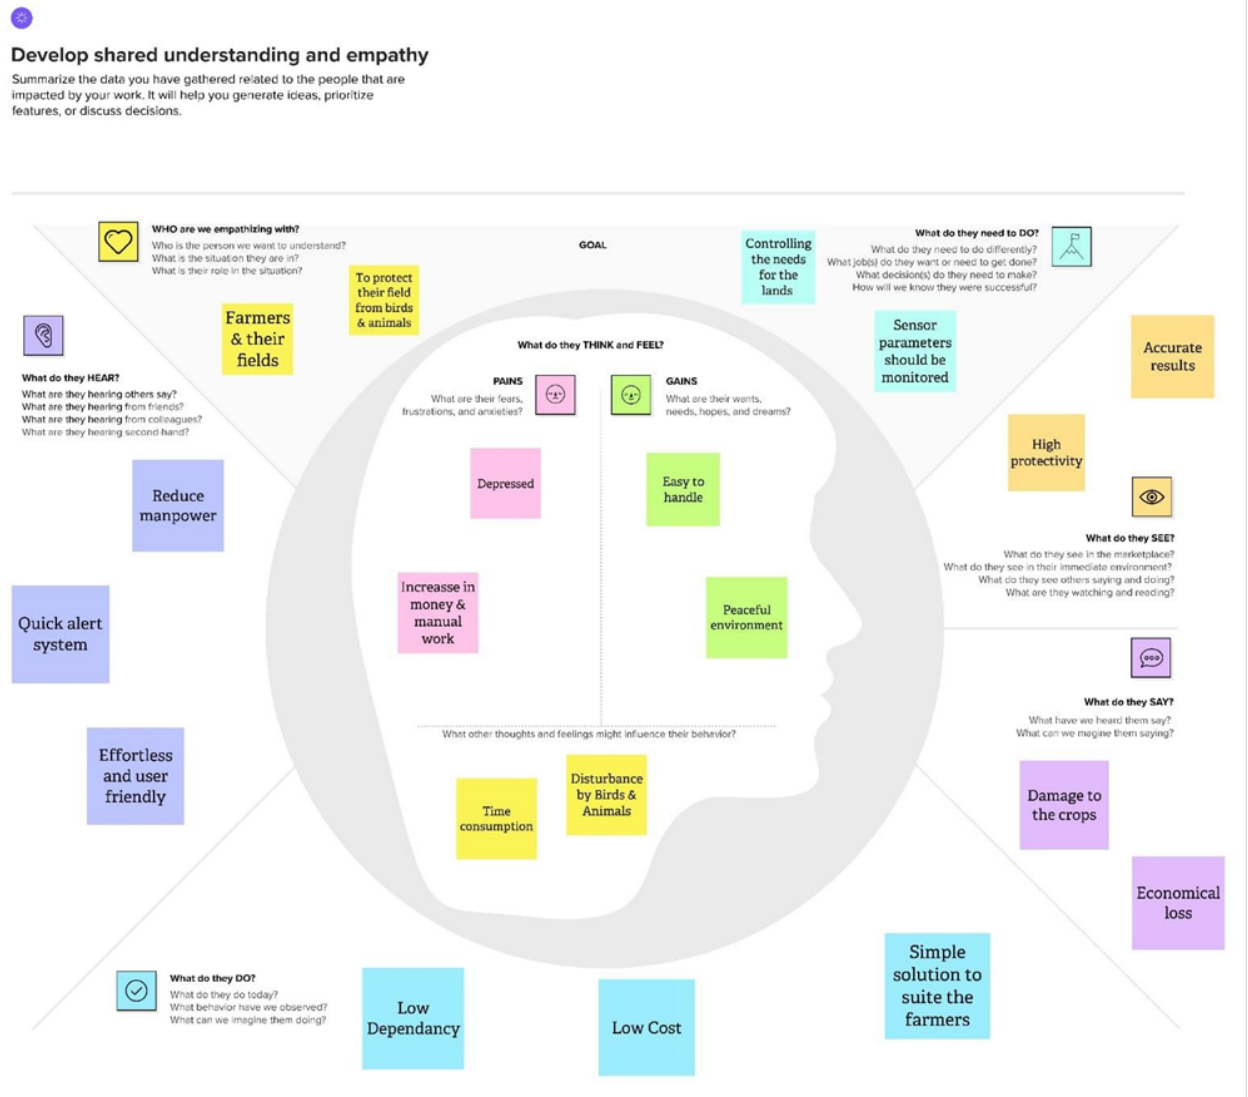 Develop shared understanding and empathy
Summarize the data you have gathered related to the people that are
impacted by your work. It will help you generate ideas, prioritize
features, or discuss decisions.
WHO are we empathizing with?
Who is the person we want to understand?
What is the situation they are in?
What is their role in the situation?
Farmers
& their
fields
To protect
their field
from birds
& animals
GOAL
Controlling
the needs
for the
lands
What do they need to DO?
What do they need to do differently?
What job(s) do they want or need to get done?
What decision(s) do they need to make?
How will we know they were successful?
Sensor
parameters
should be
monitored
What do they HEAR?
What are they hearing others say?
What are they hearing from friends?
What are they hearing from colleagues?
What are they hearing second-hand?
Reduce
manpower
Quick alert
system
Effortless
and user
friendly
What do they THINK and FEEL?
PAINS
What are their fears,
frustrations, and anxieties?
Depressed
Increasse in
money &
manual
work
GAINS
What are their wants,
needs, hopes, and dreams?
Easy to
handle
Peaceful
environment
What other thoughts and feelings might influence their behavior?
Time
consumption
Disturbance
by Birds &
Animals
Accurate
results
High
protectivity
What do they SEE?
What do they see in the marketplace?
What do they see in their immediate environment?
What do they see others saying and doing?
What are they watching and reading?
What do they SAY?
What have we heard them say?
What can we magine them saying?
Damage to
the crops
Economical
loss
What do they DO?
What do they do today?
What behavior have we observed?
What can we imagine them doing?
Low
Dependancy
Low Cost
Simple
solution to
suite the
farmers